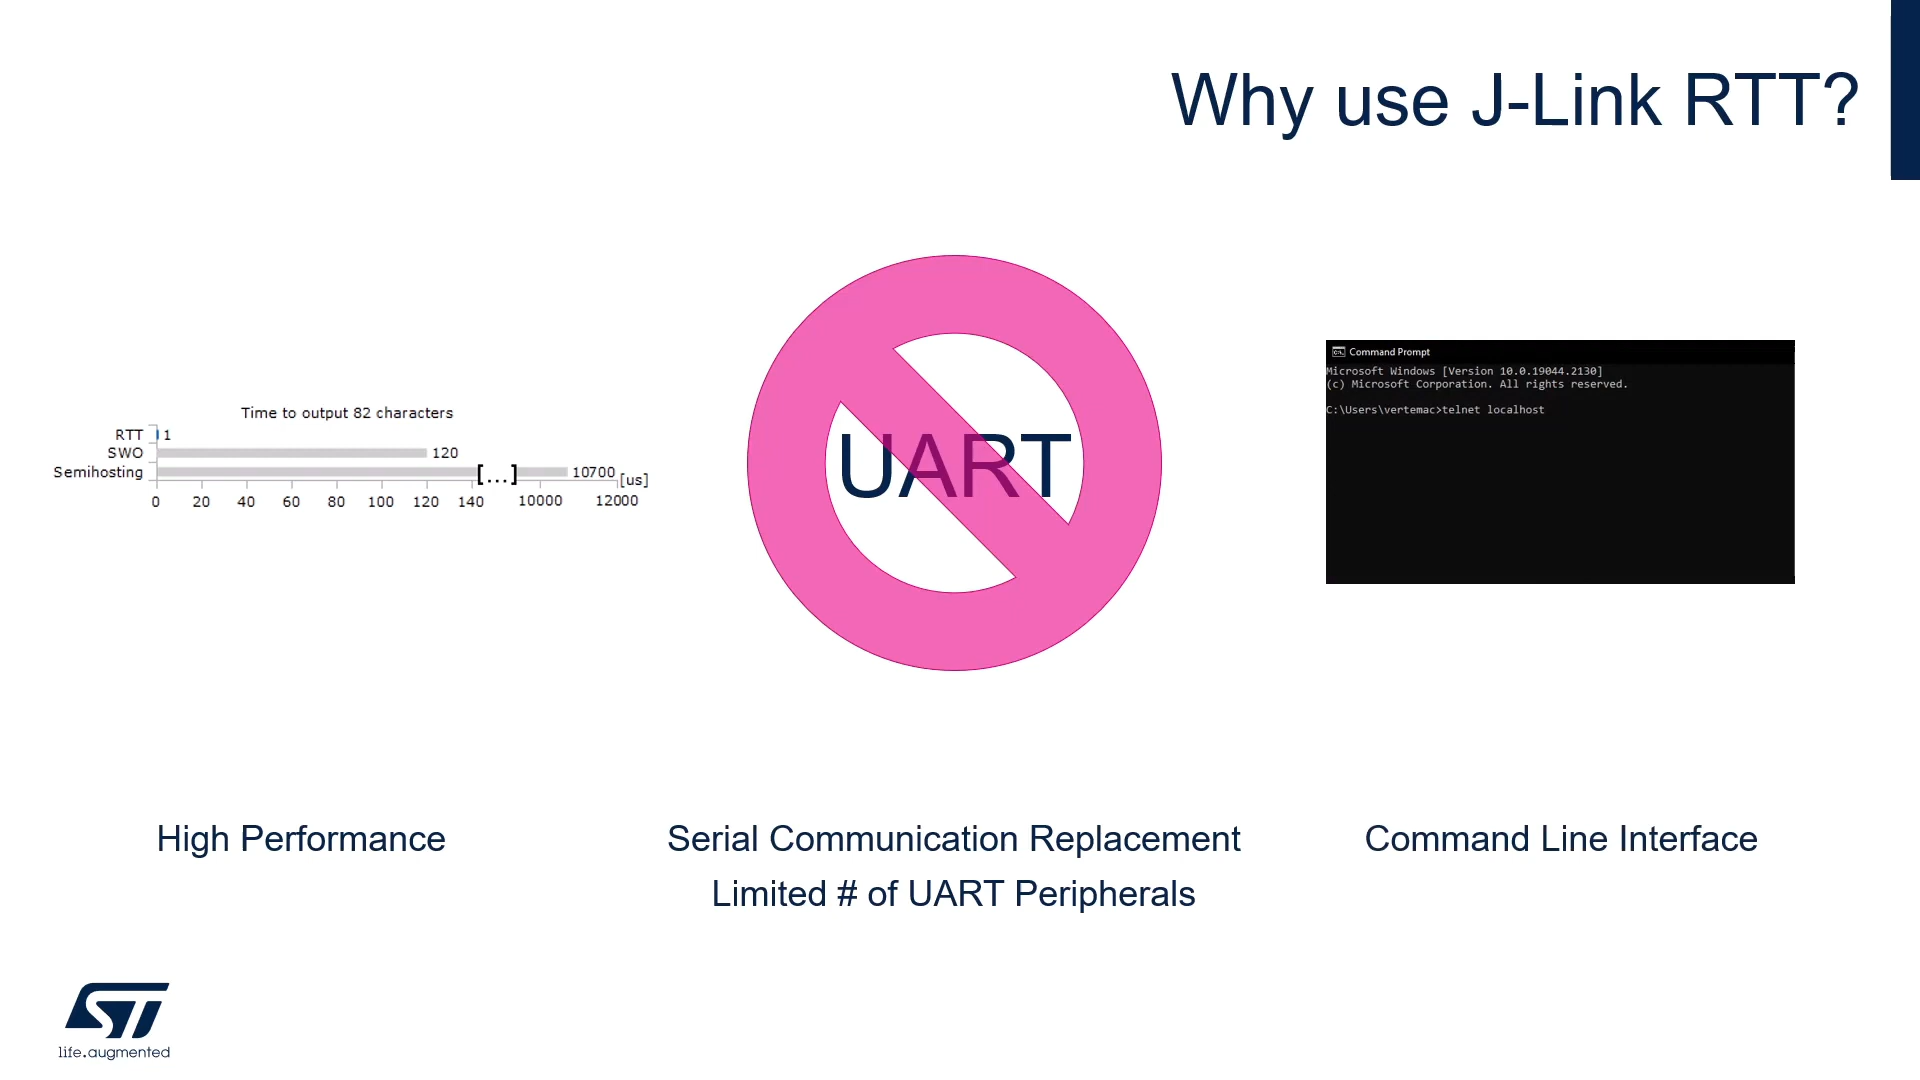 Why use J-Link RTT?
Time to output 82 characters
RTT 1
SWO 120
Semihosting [...] 10700 [us]
0 20 40 60 80 100 120 140 10000 12000
UART
Command Prompt
Microsoft Windows [Version 10.0.19044.2130]
(c) Microsoft Corporation. All rights reserved.
C:\Users\vertemac>telnet localhost
High Performance
Serial Communication Replacement
Limited # of UART Peripherals
Command Line Interface
ST
life.augmented